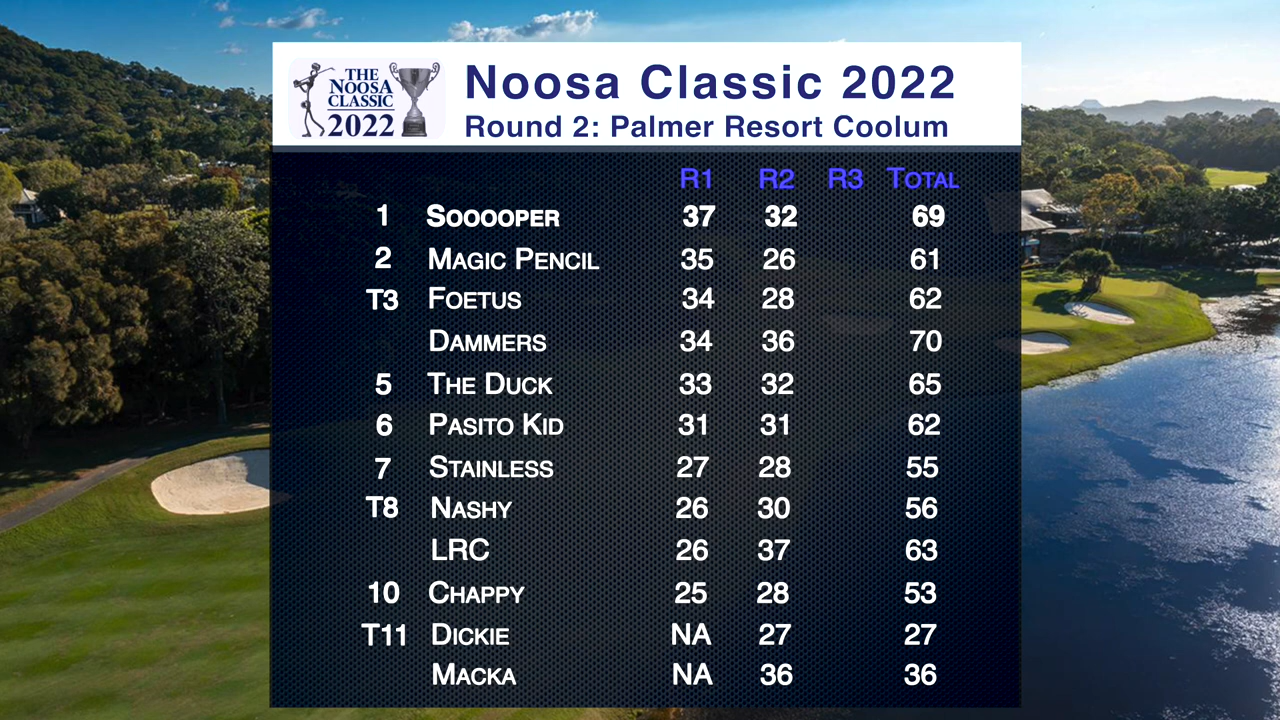 THE
NOOSA
CLASSIC
2022
Noosa Classic 2022
Round 2: Palmer Resort Coolum
R1 R2 R3 Total
1 Sooooper 37 32 69
2 Magic Pencil 35 26 61
T3 Foetus 34 28 62
Dammers 34 36 70
5 The Duck 33 32 65
6 Pasito Kid 31 31 62
7 Stainless 27 28 55
T8 Nashy 26 30 56
LRC 26 37 63
10 Chappy 25 28 53
T11 Dickie NA 27 27
Macka NA 36 36